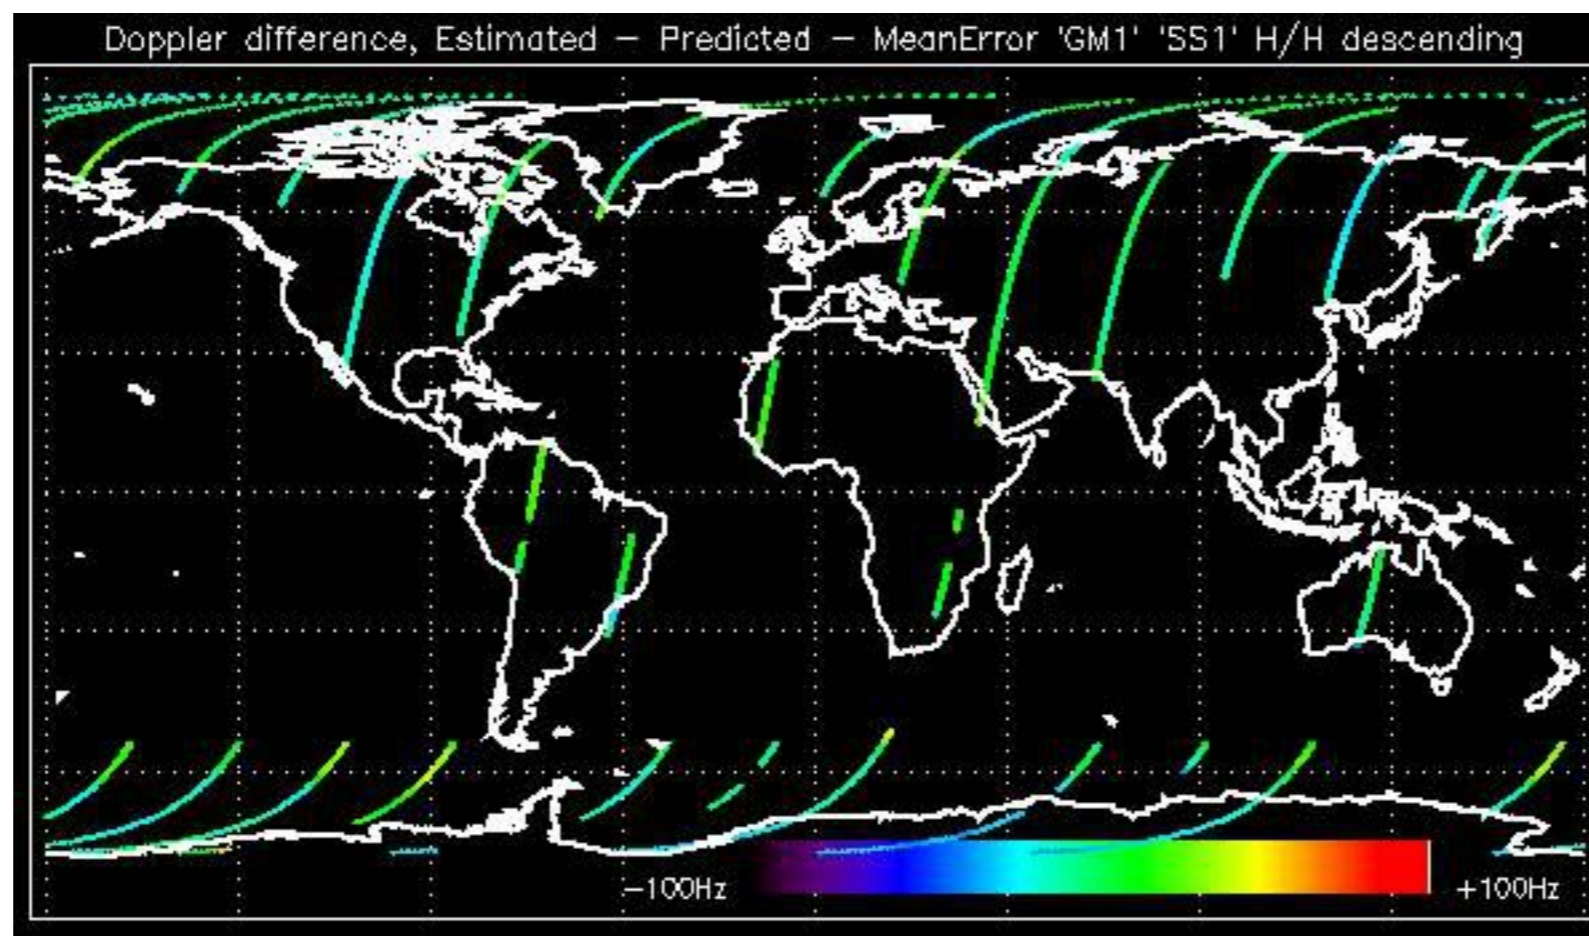 Doppler difference, Estimated – Predicted – MeanError 'GM1' 'SS1' H/H descending
–100Hz +100Hz